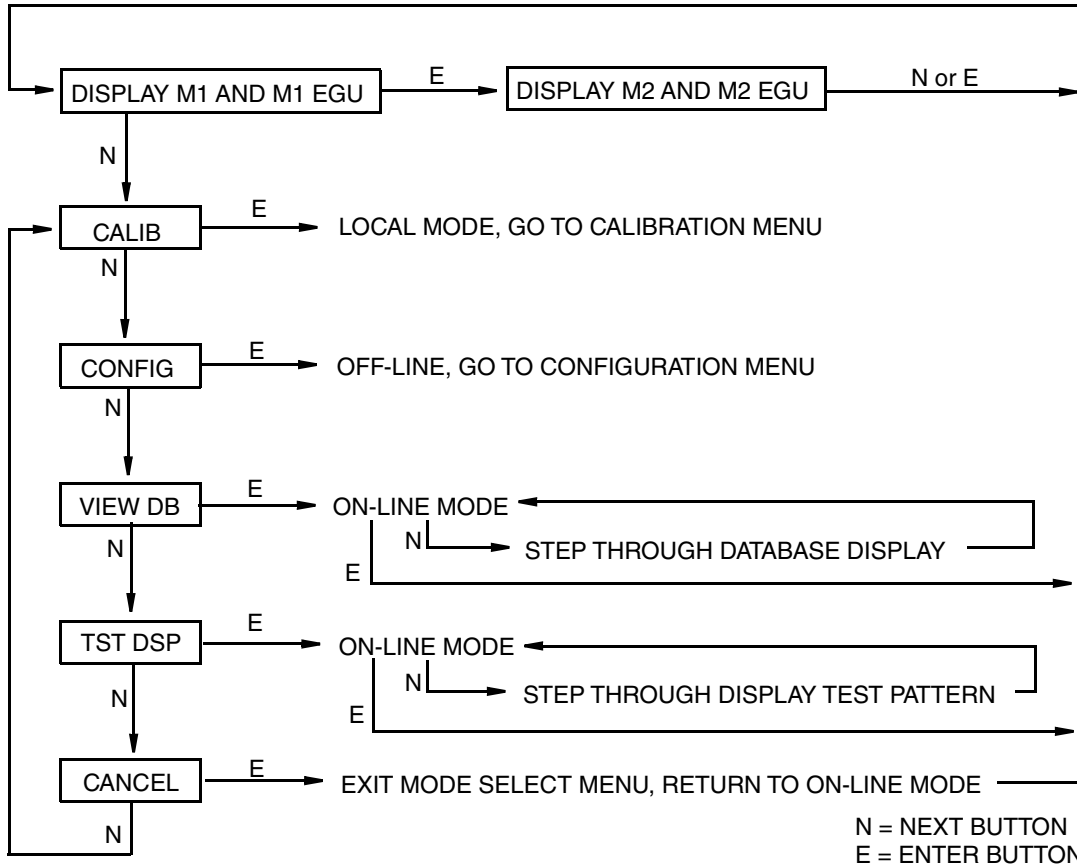 DISPLAY M1 AND M1 EGU
E
DISPLAY M2 AND M2 EGU
N or E
N
CALIB
E
LOCAL MODE, GO TO CALIBRATION MENU
N
CONFIG
E
OFF-LINE, GO TO CONFIGURATION MENU
N
VIEW DB
E
ON-LINE MODE
N
N
STEP THROUGH DATABASE DISPLAY
E
TST DSP
E
ON-LINE MODE
N
N
STEP THROUGH DISPLAY TEST PATTERN
E
CANCEL
E
EXIT MODE SELECT MENU, RETURN TO ON-LINE MODE
N
N = NEXT BUTTON
E = ENTER BUTTON